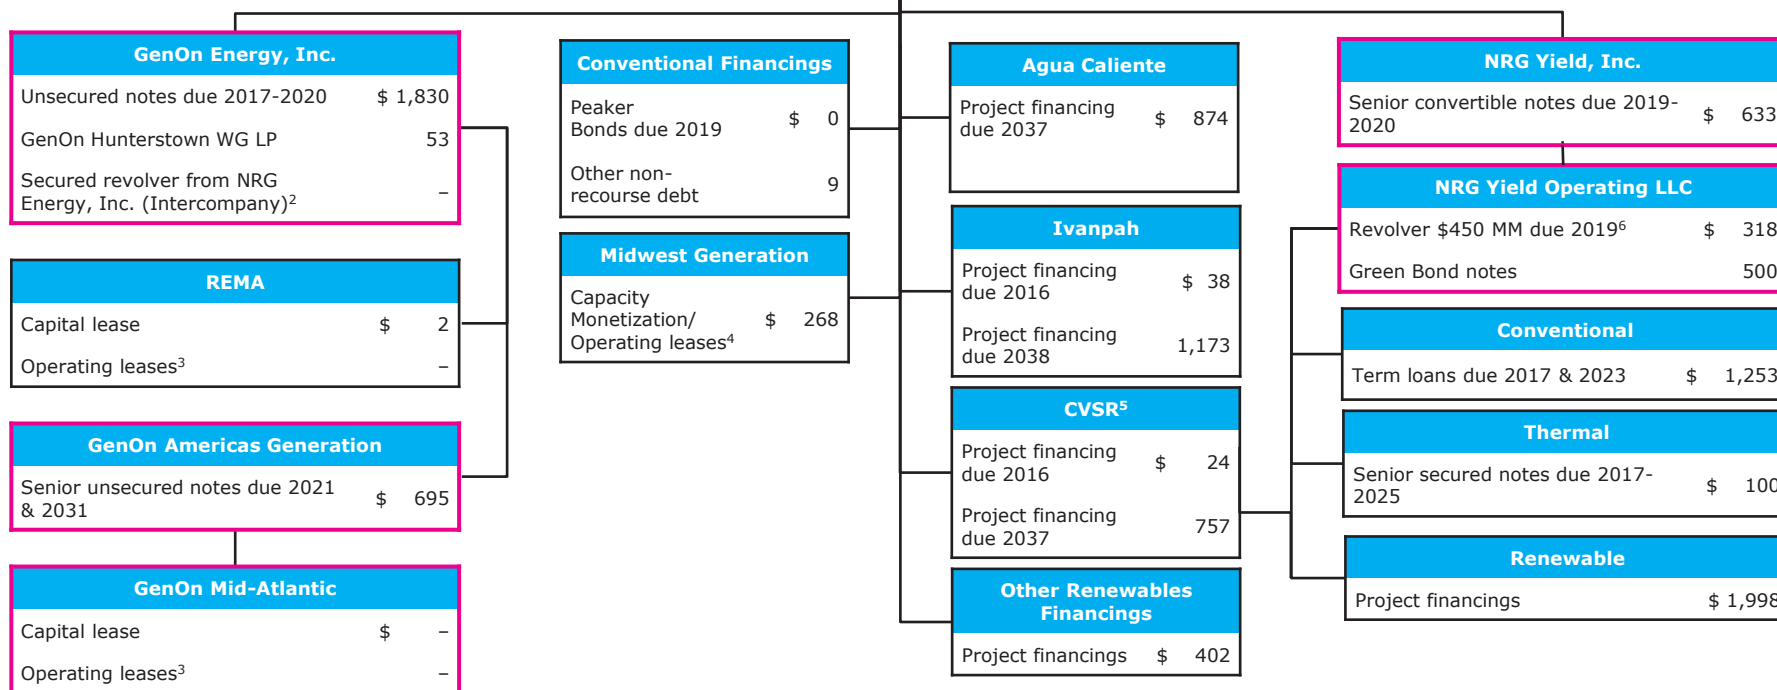 GenOn Energy, Inc.
Unsecured notes due 2017-2020 $ 1,830
GenOn Hunterstown WG LP 53
Secured revolver from NRG
Energy, Inc. (Intercompany)2 –
REMA
Capital lease $ 2
Operating leases3 –
GenOn Americas Generation
Senior unsecured notes due 2021
& 2031 $ 695
GenOn Mid-Atlantic
Capital lease $ –
Operating leases3 –
Conventional Financings
Peaker
Bonds due 2019 $ 0
Other non-
recourse debt 9
Midwest Generation
Capacity
Monetization/ $ 268
Operating leases4
Agua Caliente
Project financing
due 2037 $ 874
Ivanpah
Project financing
due 2016 $ 38
Project financing
due 2038 1,173
CVSR5
Project financing
due 2016 $ 24
Project financing
due 2037 757
Other Renewables
Financings
Project financings $ 402
NRG Yield, Inc.
Senior convertible notes due 2019-
2020 $ 633
NRG Yield Operating LLC
Revolver $450 MM due 20196 $ 318
Green Bond notes 500
Conventional
Term loans due 2017 & 2023 $ 1,253
Thermal
Senior secured notes due 2017-
2025 $ 100
Renewable
Project financings $ 1,998